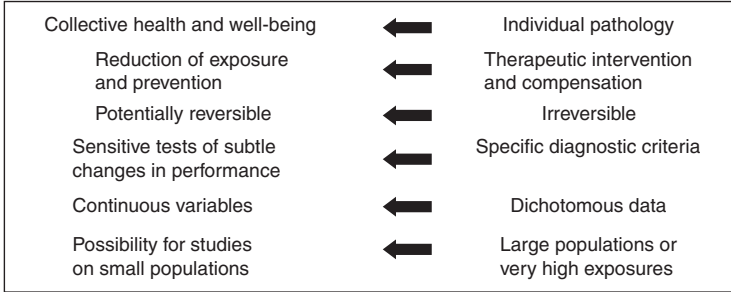 Collective health and well-being
Individual pathology
Reduction of exposure
and prevention
Therapeutic intervention
and compensation
Potentially reversible
Irreversible
Sensitive tests of subtle
changes in performance
Specific diagnostic criteria
Continuous variables
Dichotomous data
Possibility for studies
on small populations
Large populations or
very high exposures